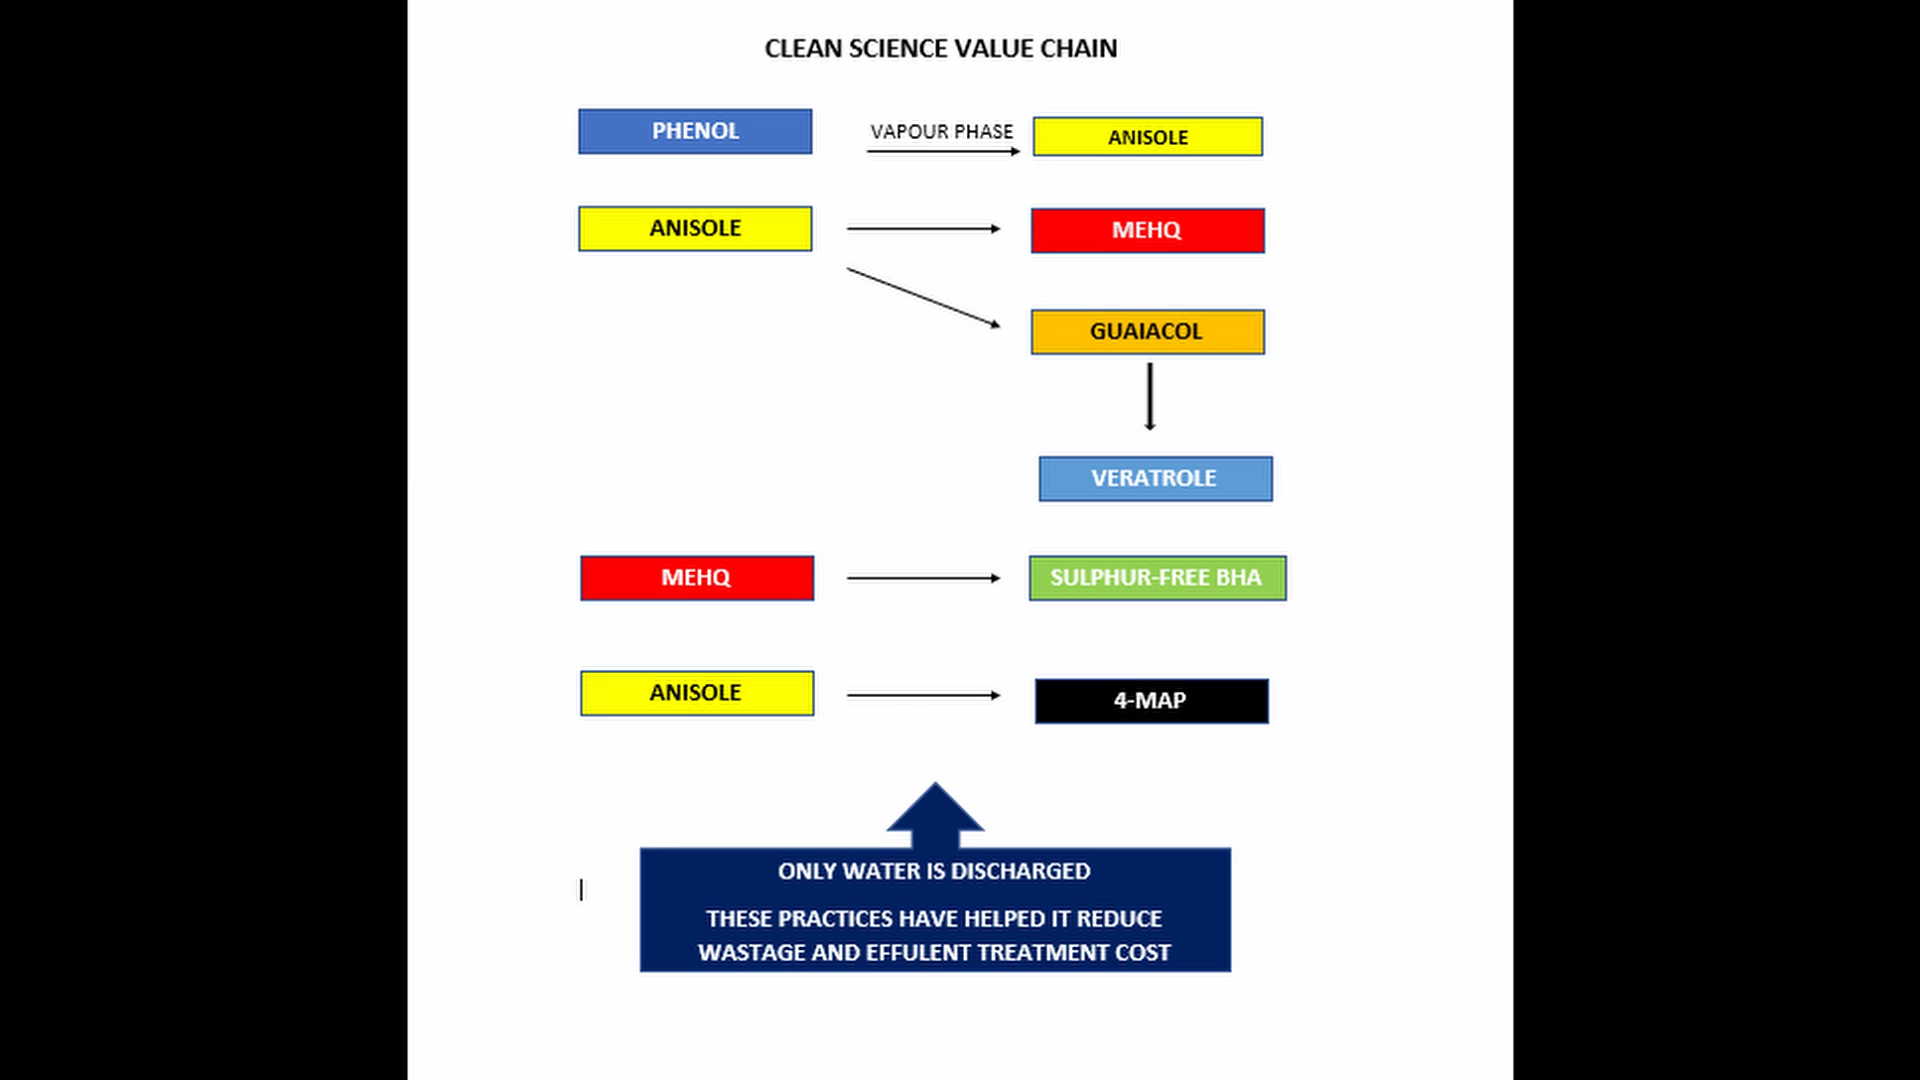 CLEAN SCIENCE VALUE CHAIN
PHENOL
VAPOUR PHASE
ANISOLE
ANISOLE
MEHQ
GUAIACOL
VERATROLE
MEHQ
SULPHUR-FREE BHA
ANISOLE
4-MAP
ONLY WATER IS DISCHARGED
THESE PRACTICES HAVE HELPED IT REDUCE
WASTAGE AND EFFULENT TREATMENT COST